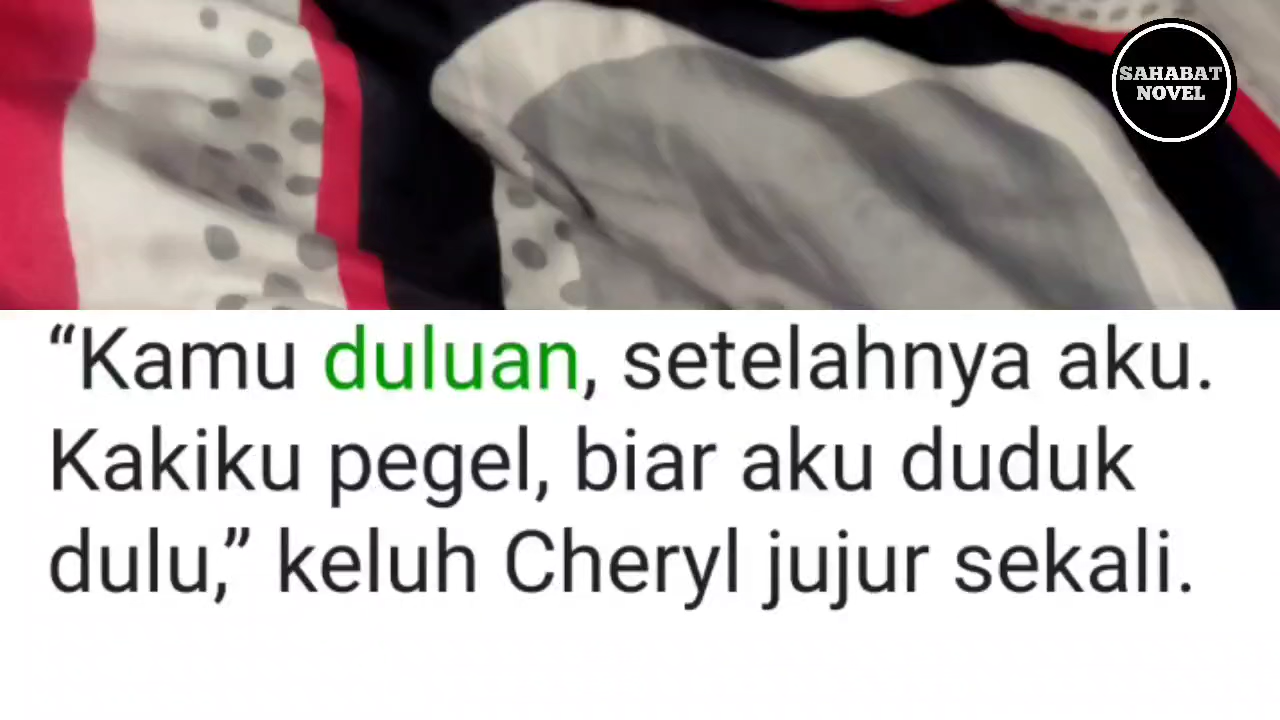 SAHABAT
NOVEL
“Kamu duluan, setelahnya aku.
Kakiku pegel, biar aku duduk
dulu,” keluh Cheryl jujur sekali.